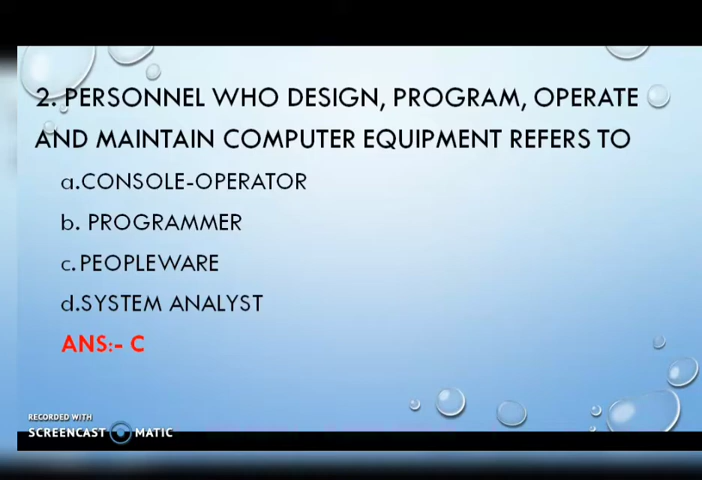 2. PERSONNEL WHO DESIGN, PROGRAM, OPERATE
AND MAINTAIN COMPUTER EQUIPMENT REFERS TO
a.CONSOLE-OPERATOR
b. PROGRAMMER
c. PEOPLEWARE
d.SYSTEM ANALYST
ANS:- C
RECORDED WITH
SCREENCAST MATIC